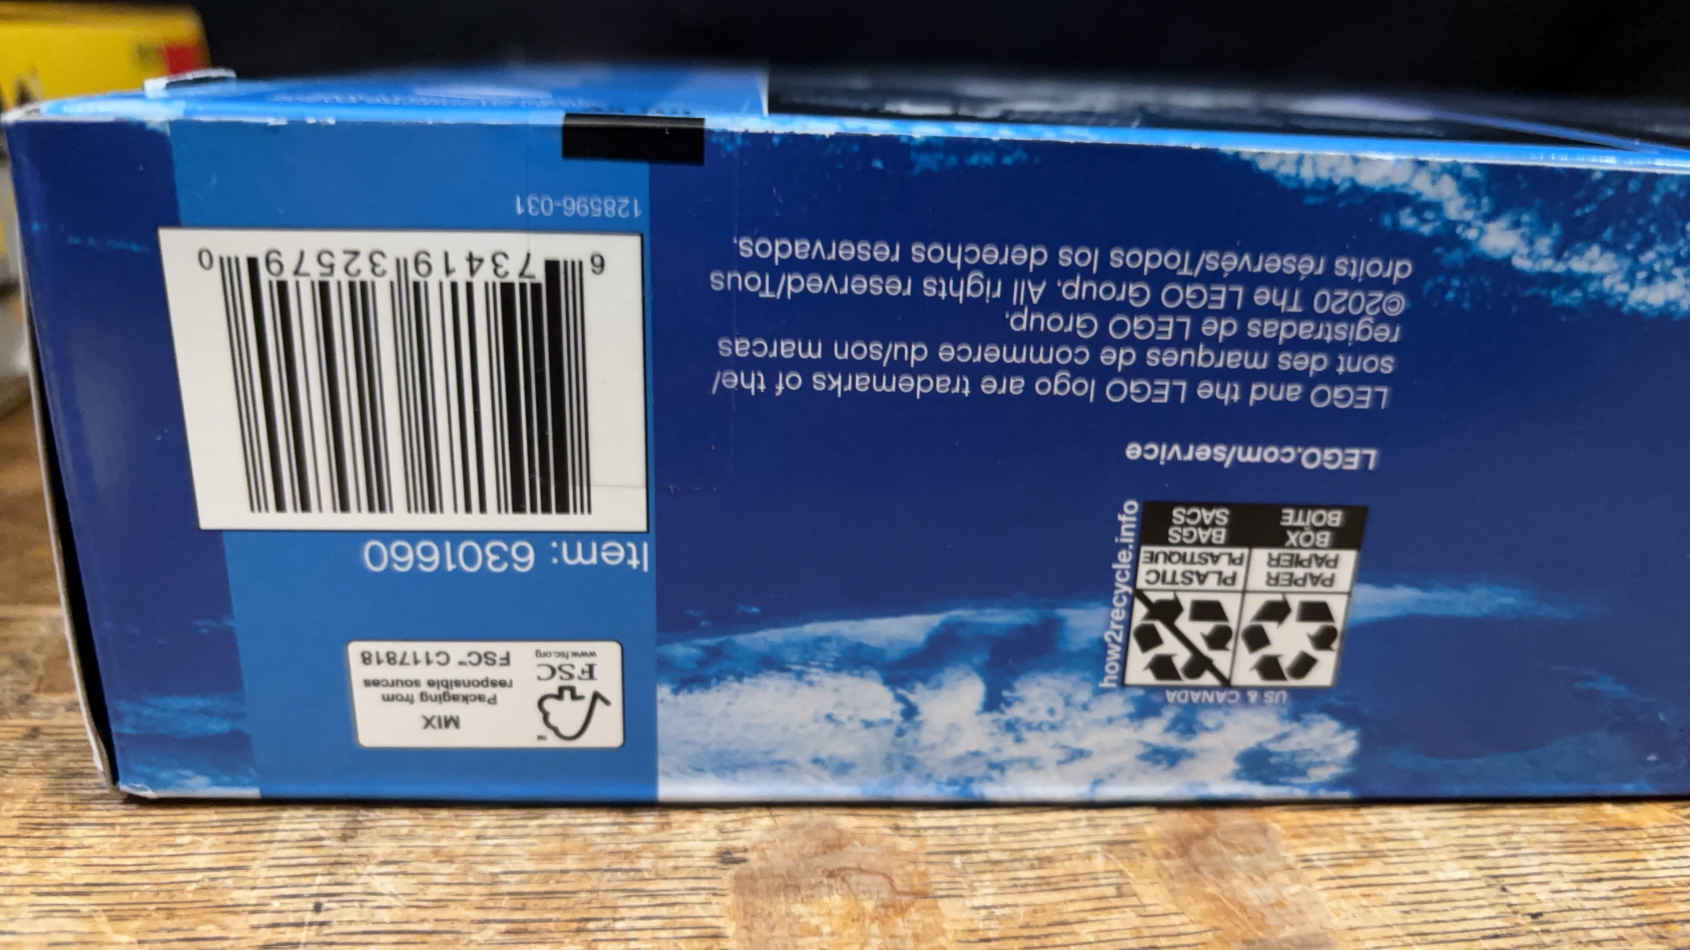 US & CANADA
PAPER
PAPIER
BOX
BOITE
PLASTIC
PLASTIQUE
BAGS
SACS
how2recycle.info
LEGO.com/service
LEGO and the LEGO logo are trademarks of the/
sont des marques de commerce du/son marcas
registradas de LEGO Group.
©2020 The LEGO Group. All rights reserved/Tous
droits réservés/Todos los derechos reservados.
MIX
Packaging from
responsible sources
FSC™ C117818
FSC
www.fsc.org
Item: 6301660
6 73419 32579 0
128596-031